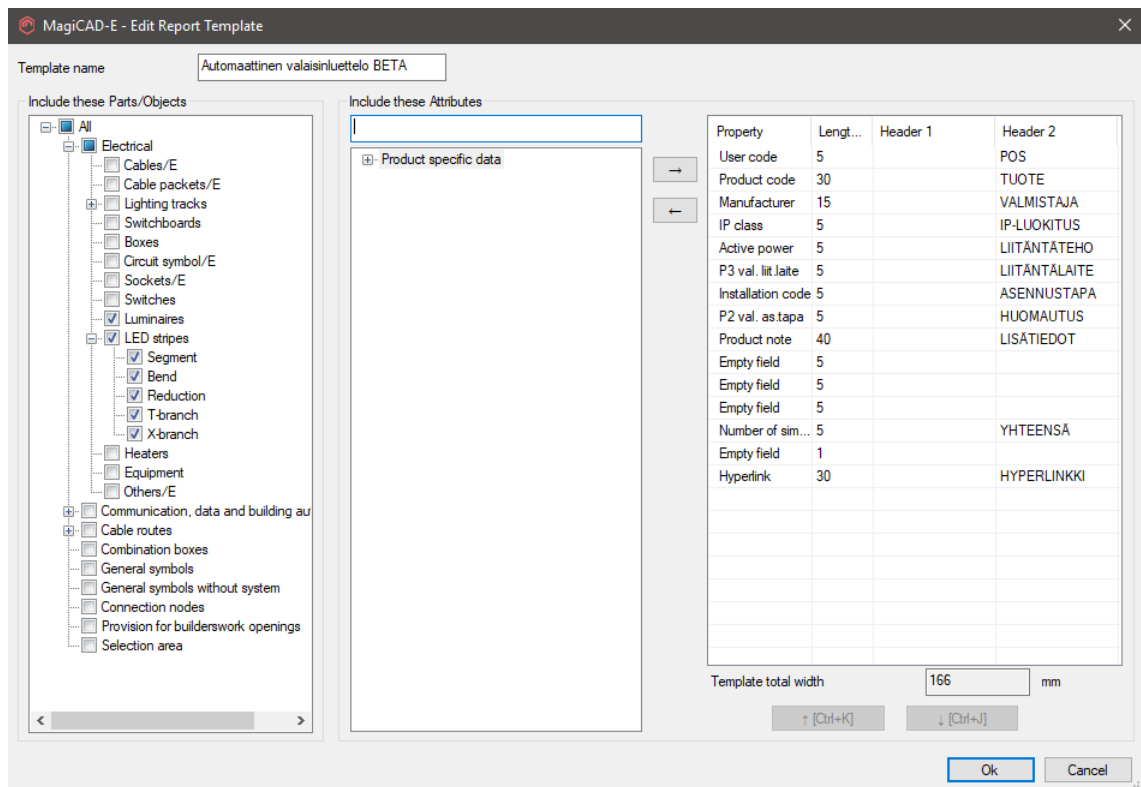 MagiCAD-E - Edit Report Template
Template name
Automaattinen valaisinluettelo BETA
Include these Parts/Objects
All
Electrical
Cables/E
Cable packets/E
Lighting tracks
Switchboards
Boxes
Circuit symbol/E
Sockets/E
Switches
Luminaires
LED stripes
Segment
Bend
Reduction
T-branch
X-branch
Heaters
Equipment
Others/E
Communication, data and building au
Cable routes
Combination boxes
General symbols
General symbols without system
Connection nodes
Provision for builderswork openings
Selection area
Include these Attributes
Product specific data
→
←
Property Lengt... Header 1 Header 2
User code 5 POS
Product code 30 TUOTE
Manufacturer 15 VALMISTAJA
IP class 5 IP-LUOKITUS
Active power 5 LIITÄNTÄTEHO
P3 val. liit.laite 5 LIITÄNTÄLAITE
Installation code 5 ASENNUSTAPA
P2 val. as.tapa 5 HUOMAUTUS
Product note 40 LISÄTIEDOT
Empty field 5
Empty field 5
Empty field 5
Number of sim... 5 YHTEENSÄ
Empty field 1
Hyperlink 30 HYPERLINKKI
Template total width 166 mm
↑ [Ctrl+K] ↓ [Ctrl+J]
Ok Cancel